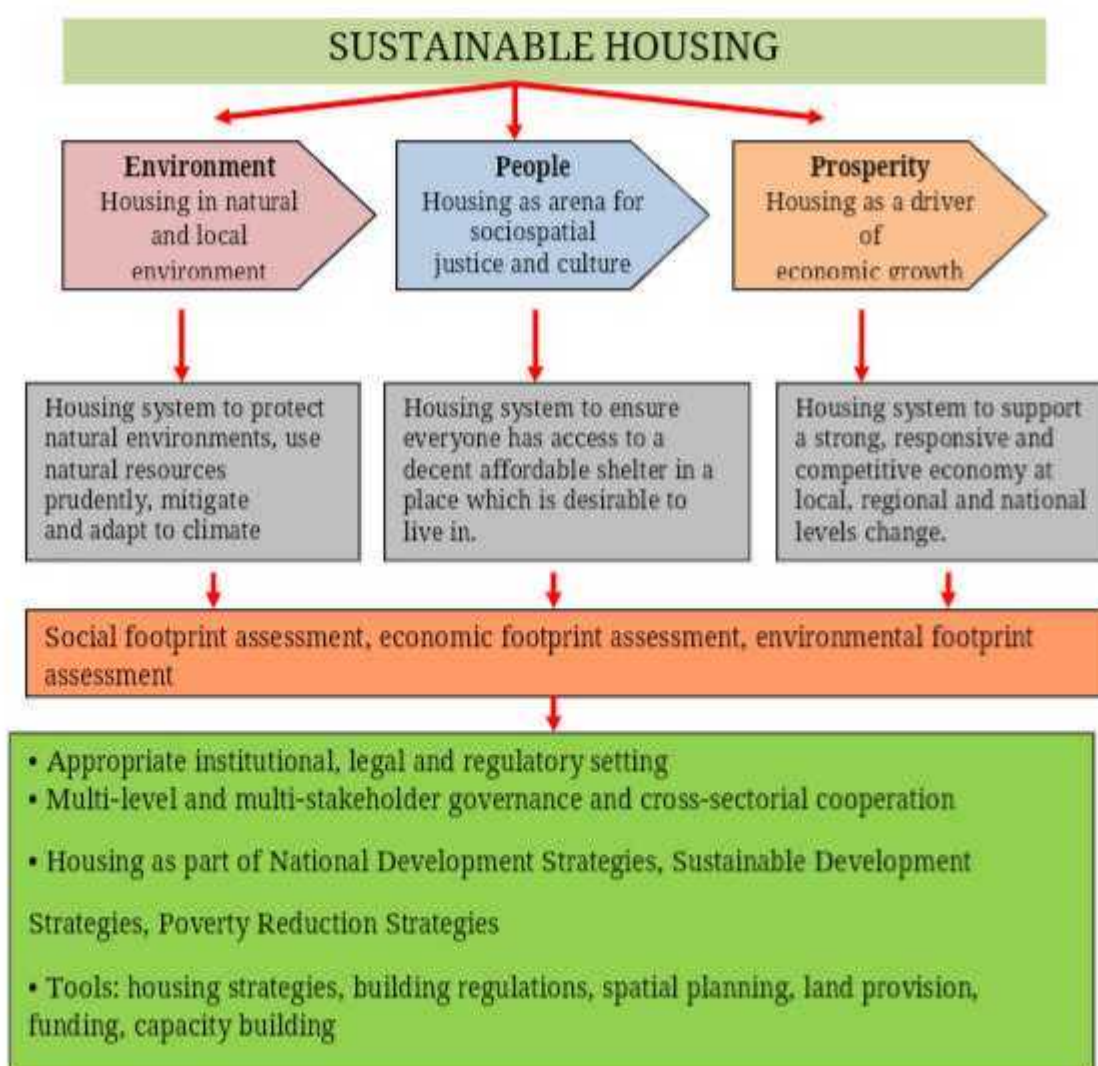 SUSTAINABLE HOUSING
Environment
Housing in natural
and local
environment
People
Housing as arena for
sociospatial
justice and culture
Prosperity
Housing as a driver
of
economic growth
Housing system to protect
natural environments, use
natural resources
prudently, mitigate
and adapt to climate
Housing system to ensure
everyone has access to a
decent affordable shelter in a
place which is desirable to
live in.
Housing system to support
a strong, responsive and
competitive economy at
local, regional and national
levels change.
Social footprint assessment, economic footprint assessment, environmental footprint
assessment
• Appropriate institutional, legal and regulatory setting
• Multi-level and multi-stakeholder governance and cross-sectorial cooperation
• Housing as part of National Development Strategies, Sustainable Development
Strategies, Poverty Reduction Strategies
• Tools: housing strategies, building regulations, spatial planning, land provision,
funding, capacity building